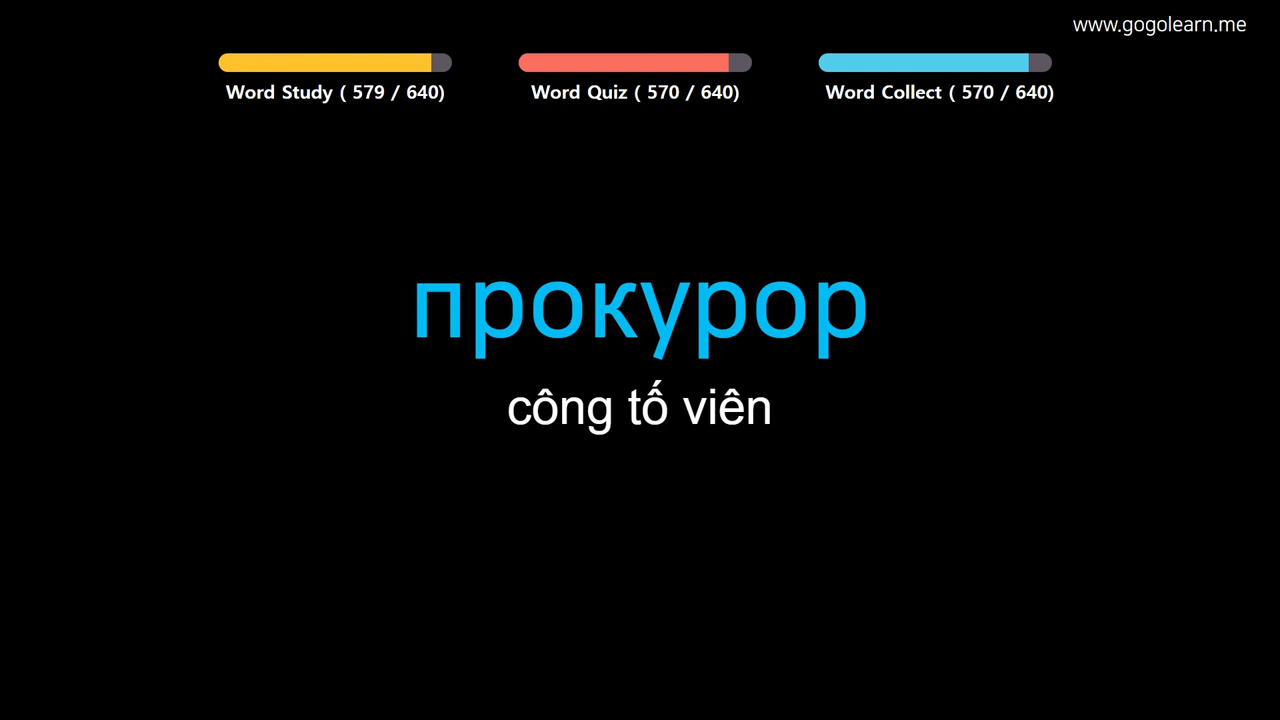 www.gogolearn.me
Word Study ( 579 / 640)
Word Quiz ( 570 / 640)
Word Collect ( 570 / 640)
прокурор
công tố viên